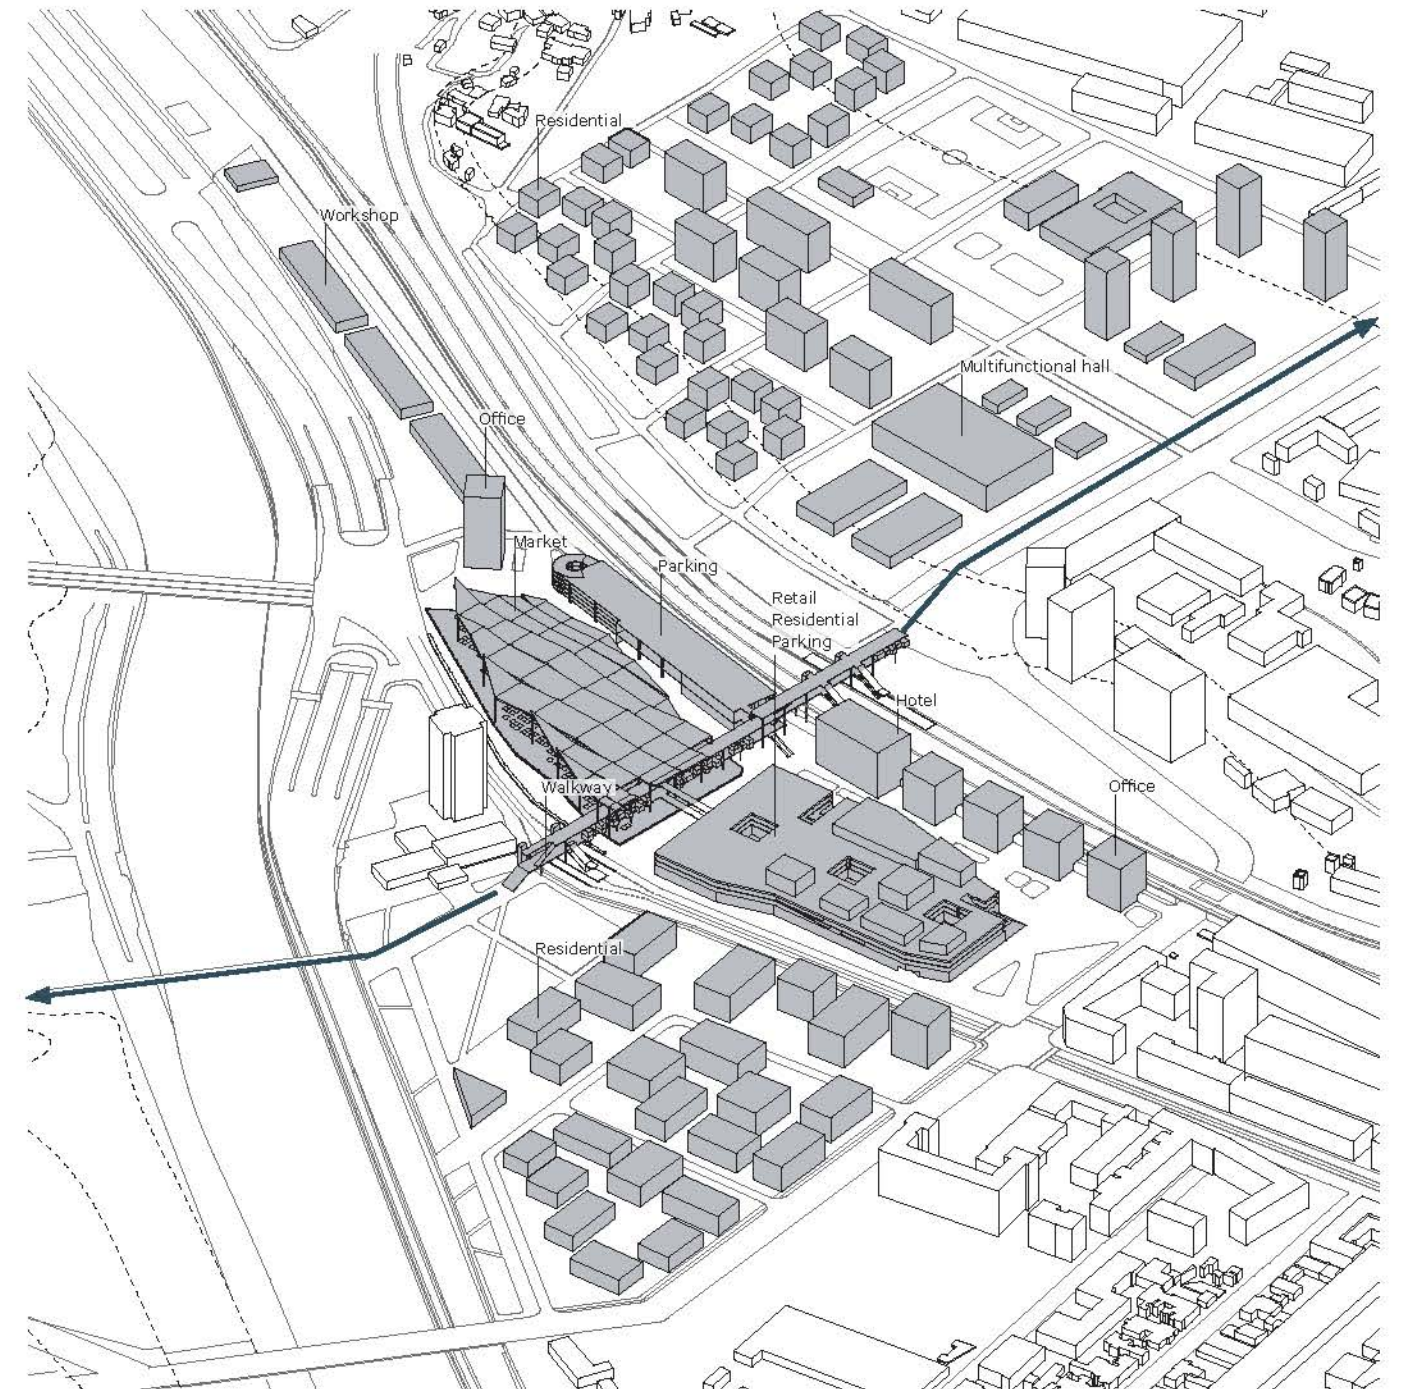 Residential
Workshop
Multifunctional hall
Office
Market
Parking
Retail
Residential
Parking
Hotel
Walkway
Office
Residential